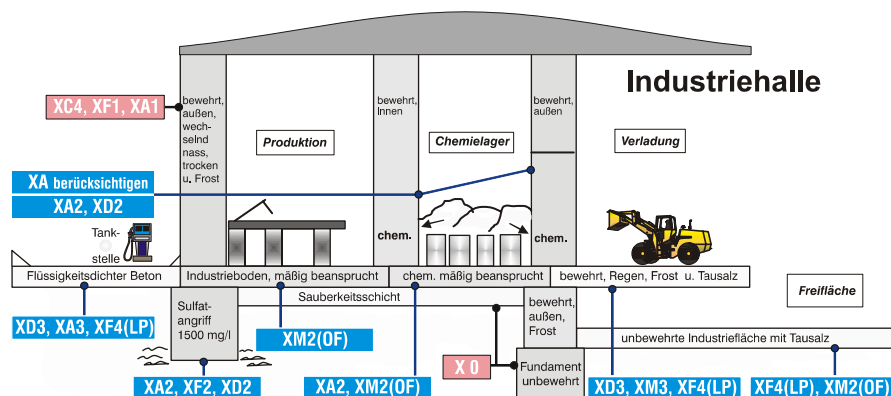 Industriehalle
XC4, XF1, XA1
bewehrt,
außen,
wech-
selnd
nass,
trocken
u. Frost
bewehrt,
Innen
bewehrt,
außen
Produktion
Chemielager
Verladung
XA berücksichtigen
XA2, XD2
Tank-
stelle
chem.
chem.
Flüssigkeitsdichter Beton
Industrieboden, mäßig beansprucht
chem. mäßig beansprucht
bewehrt, Regen, Frost u. Tausalz
Freifläche
Sauberkeitsschicht
Sulfat-
angriff
1500 mg/l
bewehrt,
außen,
Frost
XD3, XA3, XF4(LP)
XM2(OF)
unbewehrte Industriefläche mit Tausalz
X 0
Fundament
unbewehrt
XA2, XF2, XD2
XA2, XM2(OF)
XD3, XM3, XF4(LP)
XF4(LP), XM2(OF)